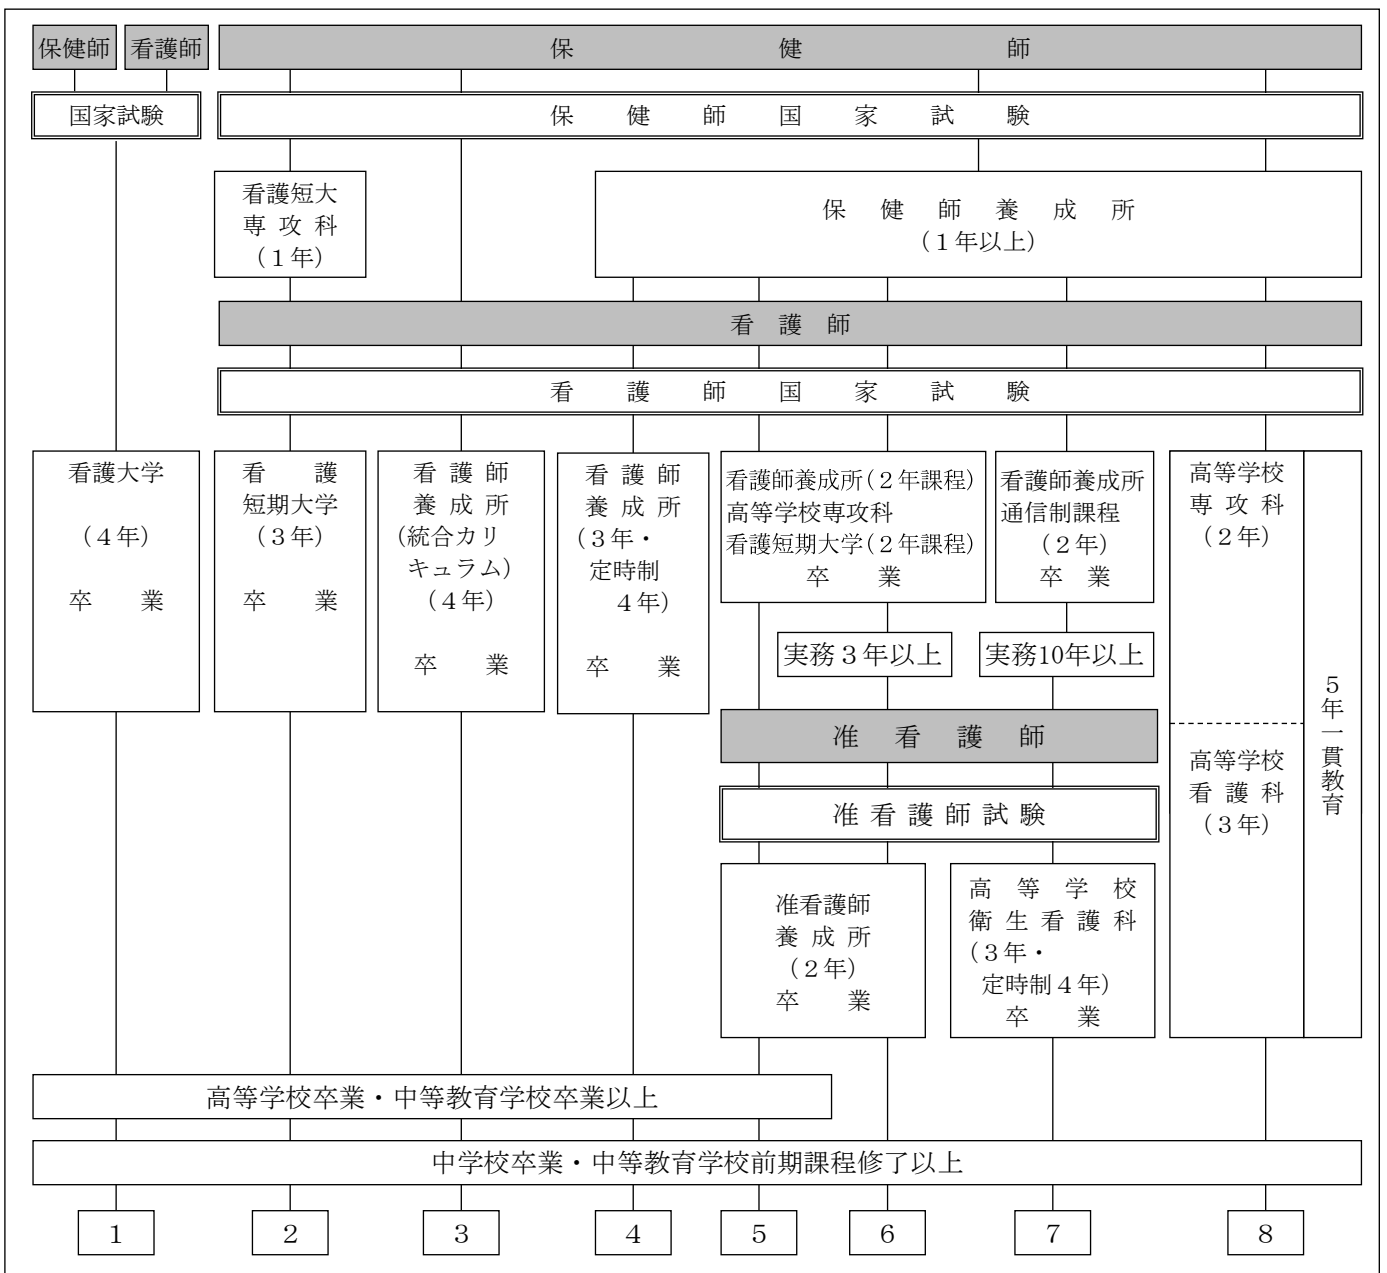 保健師
看護師
保健師
国家試験
保健師国家試験
看護短大
専攻科
(1年)
保健師養成所
(1年以上)
看護師
看護師国家試験
看護大学
(4年)
卒業
看護
短期大学
(3年)
卒業
看護師
養成所
(統合カリ
キュラム)
(4年)
卒業
看護師
養成所
(3年・
定時制
4年)
卒業
看護師養成所(2年課程)
高等学校専攻科
看護短期大学(2年課程)
卒業
看護師養成所
通信制課程
(2年)
卒業
高等学校
専攻科
(2年)
実務3年以上
実務10年以上
5年一貫教育
准看護師
高等学校
看護科
(3年)
准看護師試験
准看護師
養成所
(2年)
卒業
高等学校
衛生看護科
(3年・
定時制4年)
卒業
高等学校卒業・中等教育学校卒業以上
中学校卒業・中等教育学校前期課程修了以上
1
2
3
4
5
6
7
8